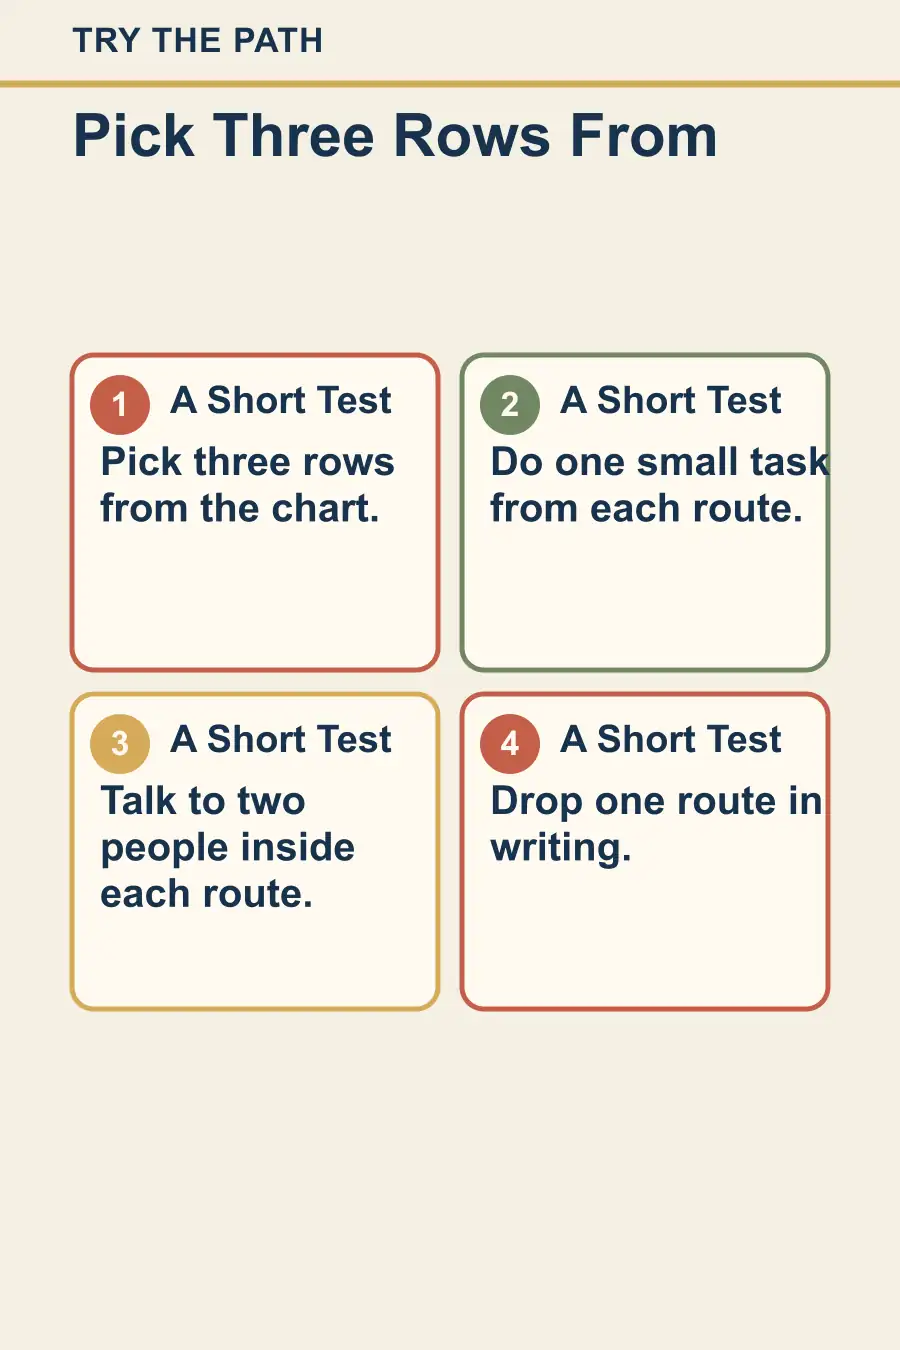 TRY THE PATH
Pick Three Rows From
1
A Short Test
Pick three rows
from the chart.
2
A Short Test
Do one small task
from each route.
3
A Short Test
Talk to two
people inside
each route.
4
A Short Test
Drop one route in
writing.